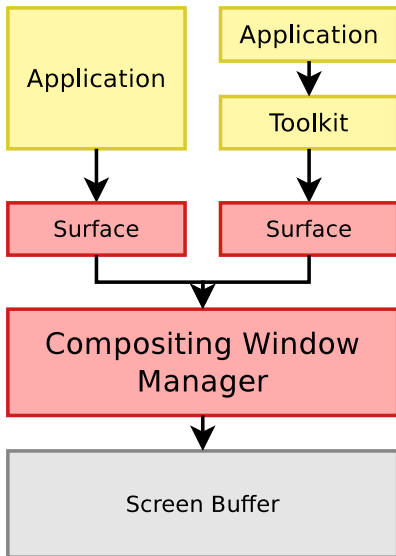 Application
Application
Toolkit
Surface
Surface
Compositing Window
Manager
Screen Buffer